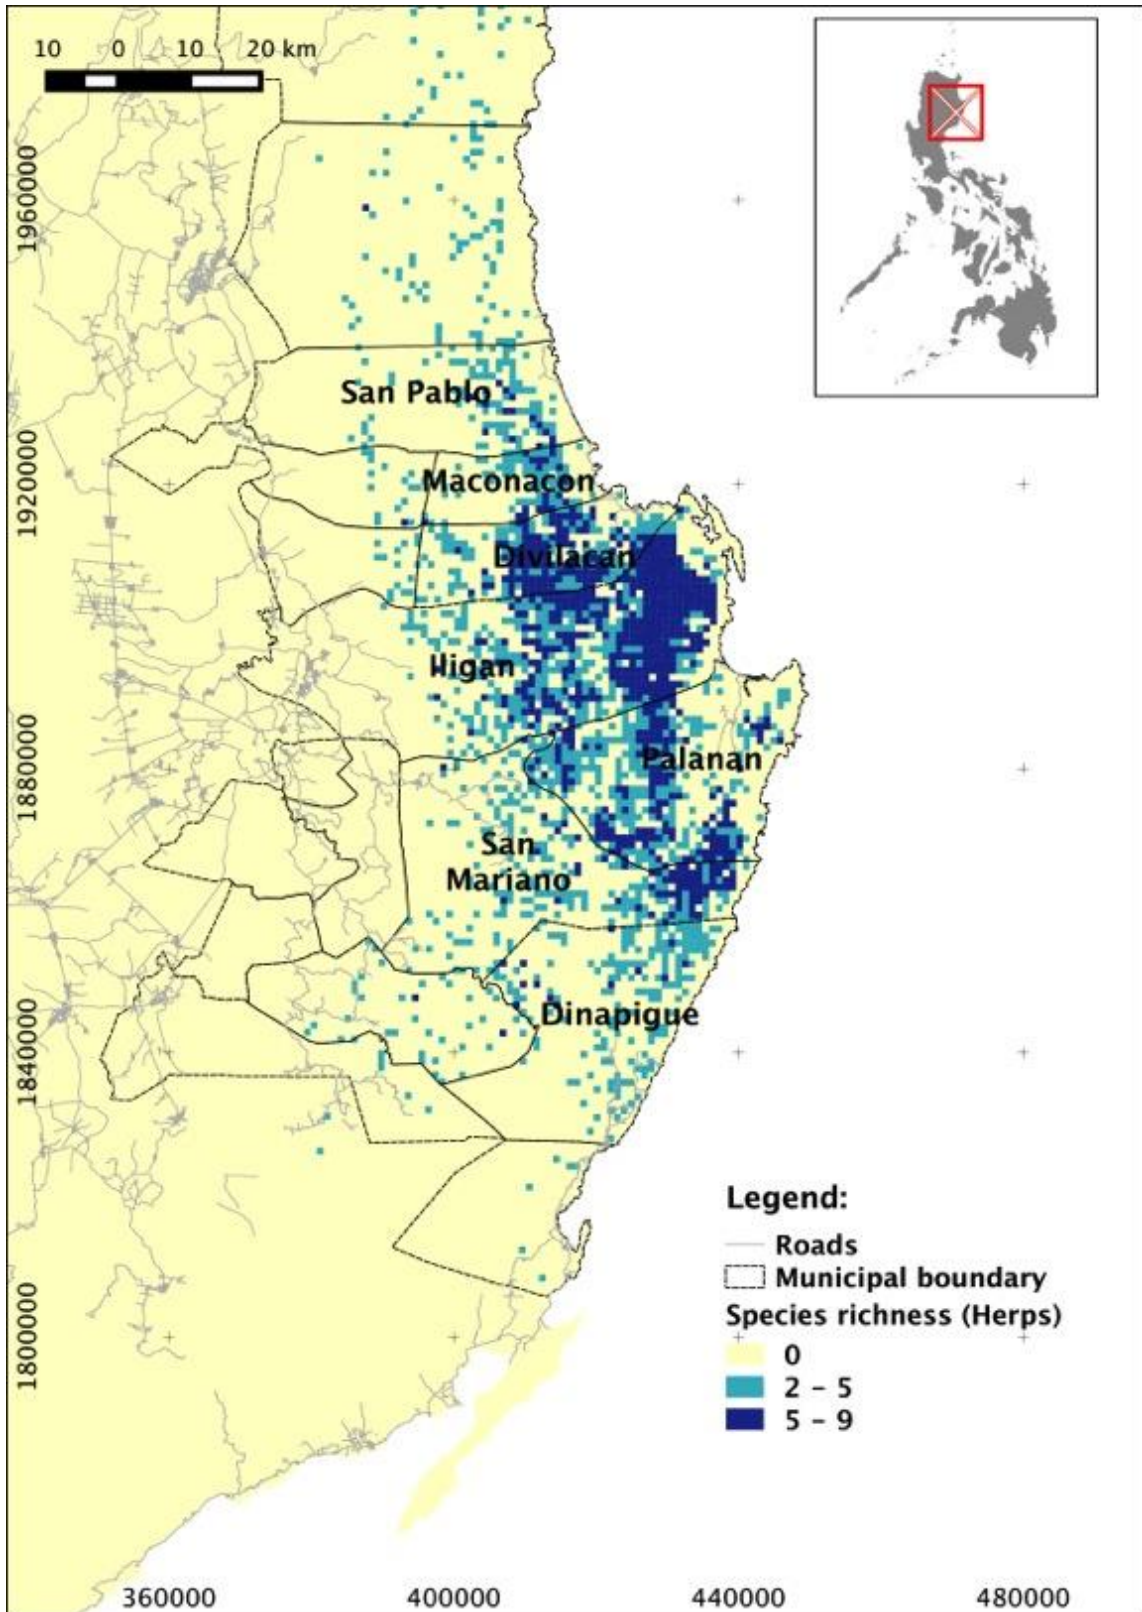 10 0 10 20 km
1960000
San Pablo
1920000
Maconacon
Divilacan
Iligan
1880000
Palanan
San
Mariano
1840000
Dinapigue
Legend:
Roads
Municipal boundary
Species richness (Herps)
0
2 – 5
5 – 9
1800000
360000 400000 440000 480000